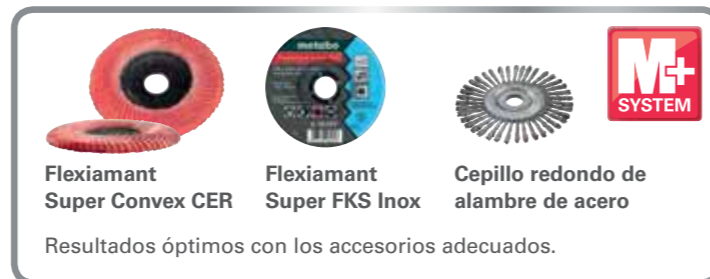 metabo
M+
SYSTEM
Flexiamant
Super Convex CER
Flexiamant
Super FKS Inox
Cepillo redondo de
alambre de acero
Resultados óptimos con los accesorios adecuados.